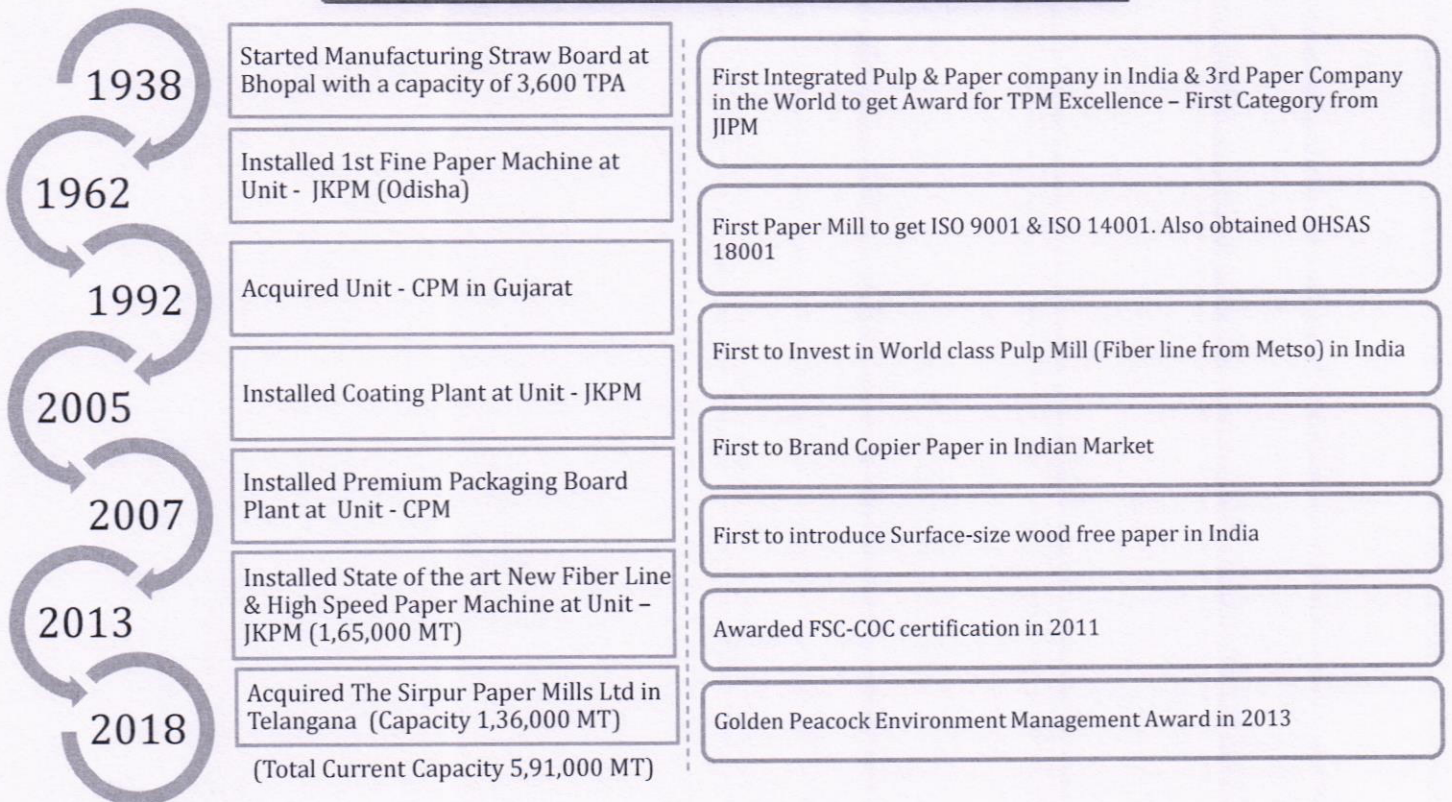 1938
Started Manufacturing Straw Board at
Bhopal with a capacity of 3,600 TPA
1962
Installed 1st Fine Paper Machine at
Unit - JKPM (Odisha)
1992
Acquired Unit - CPM in Gujarat
2005
Installed Coating Plant at Unit - JKPM
2007
Installed Premium Packaging Board
Plant at Unit - CPM
2013
Installed State of the art New Fiber Line
& High Speed Paper Machine at Unit –
JKPM (1,65,000 MT)
2018
Acquired The Sirpur Paper Mills Ltd in
Telangana (Capacity 1,36,000 MT)
(Total Current Capacity 5,91,000 MT)
First Integrated Pulp & Paper company in India & 3rd Paper Company
in the World to get Award for TPM Excellence – First Category from
JIPM
First Paper Mill to get ISO 9001 & ISO 14001. Also obtained OHSAS
18001
First to Invest in World class Pulp Mill (Fiber line from Metso) in India
First to Brand Copier Paper in Indian Market
First to introduce Surface-size wood free paper in India
Awarded FSC-COC certification in 2011
Golden Peacock Environment Management Award in 2013